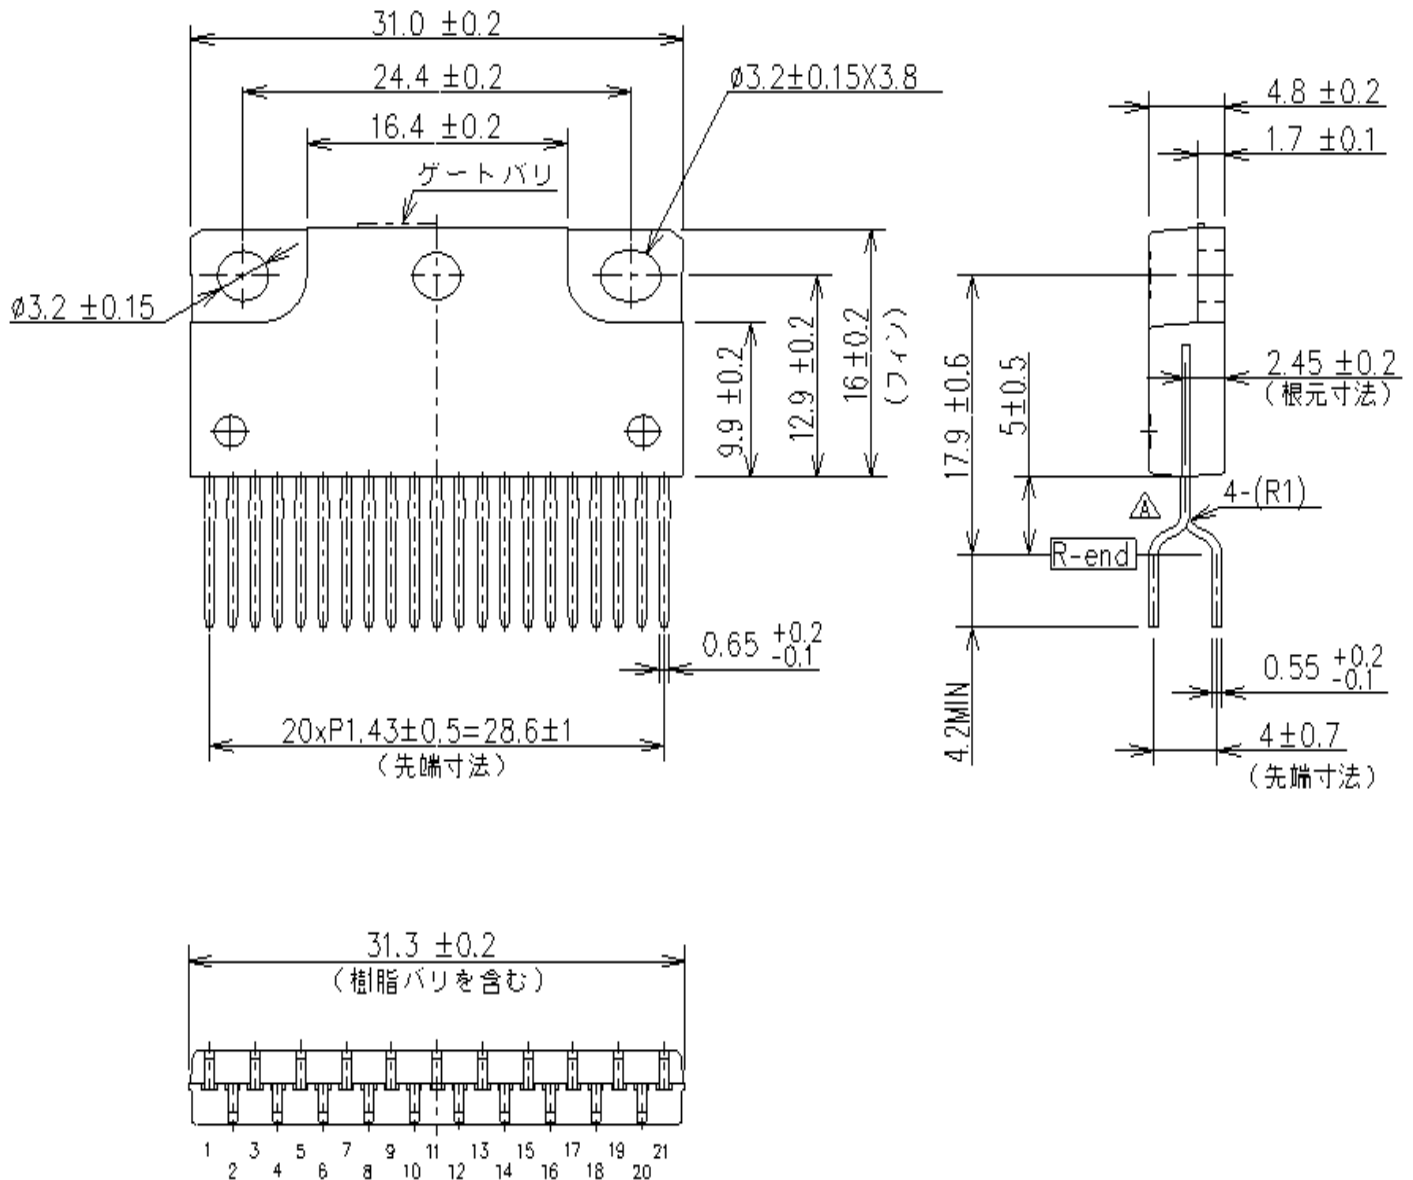 31.0 ±0.2
24.4 ±0.2
16.4 ±0.2
ゲートバリ
φ3.2±0.15X3.8
φ3.2 ±0.15
9.9 ±0.2
12.9 ±0.2
16±0.2
(フィン)
4.8 ±0.2
1.7 ±0.1
17.9 ±0.6
5±0.5
2.45 ±0.2
(根元寸法)
A
4-(R1)
R-end
4.2MIN
0.65 +0.2
-0.1
0.55 +0.2
-0.1
20xP1.43±0.5=28.6±1
(先端寸法)
4±0.7
(先端寸法)
31.3 ±0.2
(樹脂バリを含む)
1 3 5 7 9 11 13 15 17 19 21
2 4 6 8 10 12 14 16 18 20